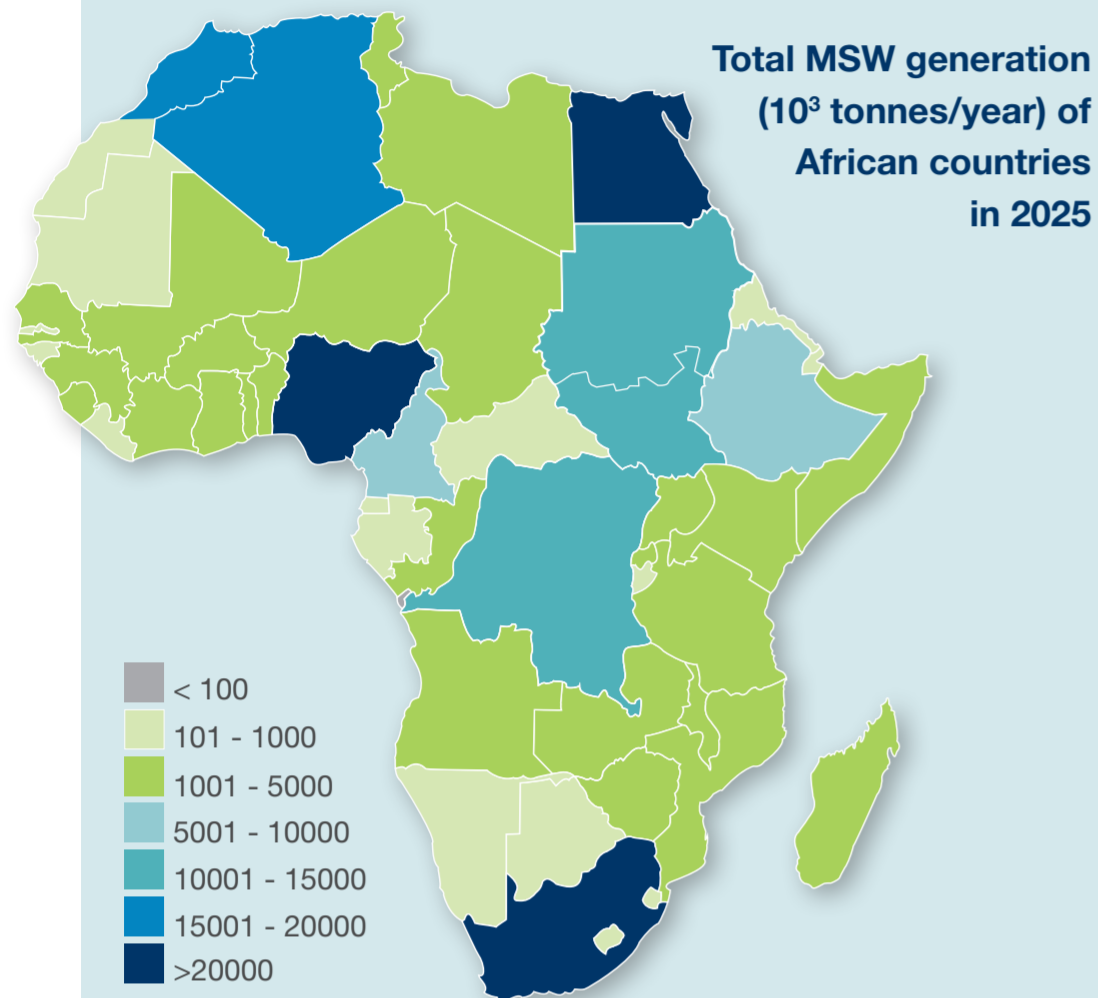 Total MSW generation
(10³ tonnes/year) of
African countries
in 2025
< 100
101 - 1000
1001 - 5000
5001 - 10000
10001 - 15000
15001 - 20000
>20000